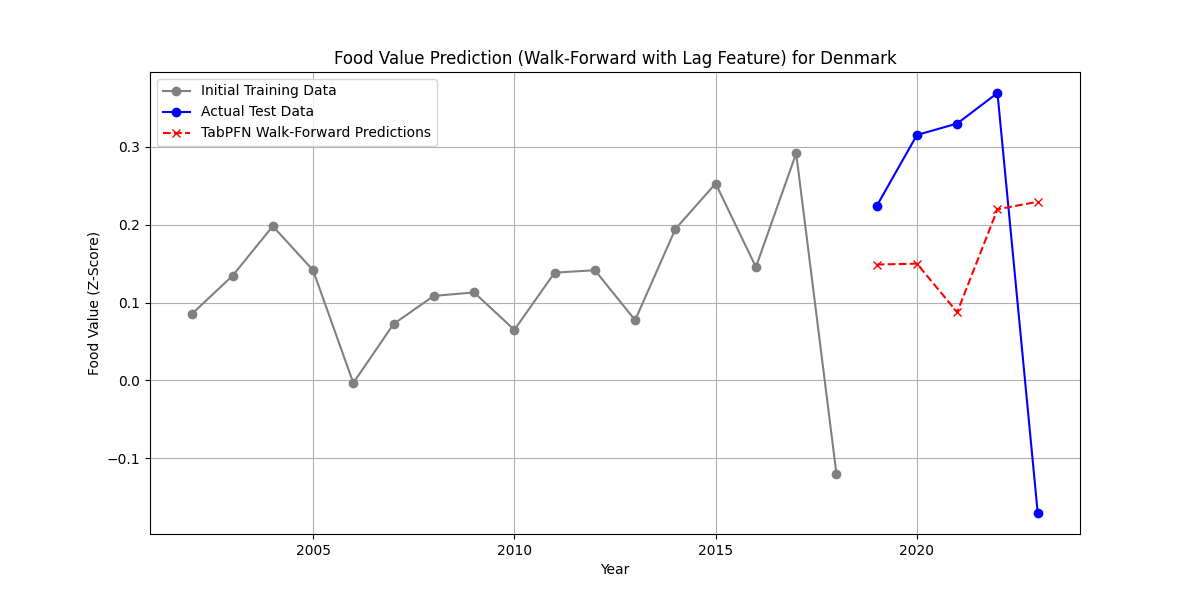 Food Value Prediction (Walk-Forward with Lag Feature) for Denmark
Initial Training Data
Actual Test Data
TabPFN Walk-Forward Predictions
Food Value (Z-Score)
0.3
0.2
0.1
0.0
−0.1
2005
2010
2015
2020
Year